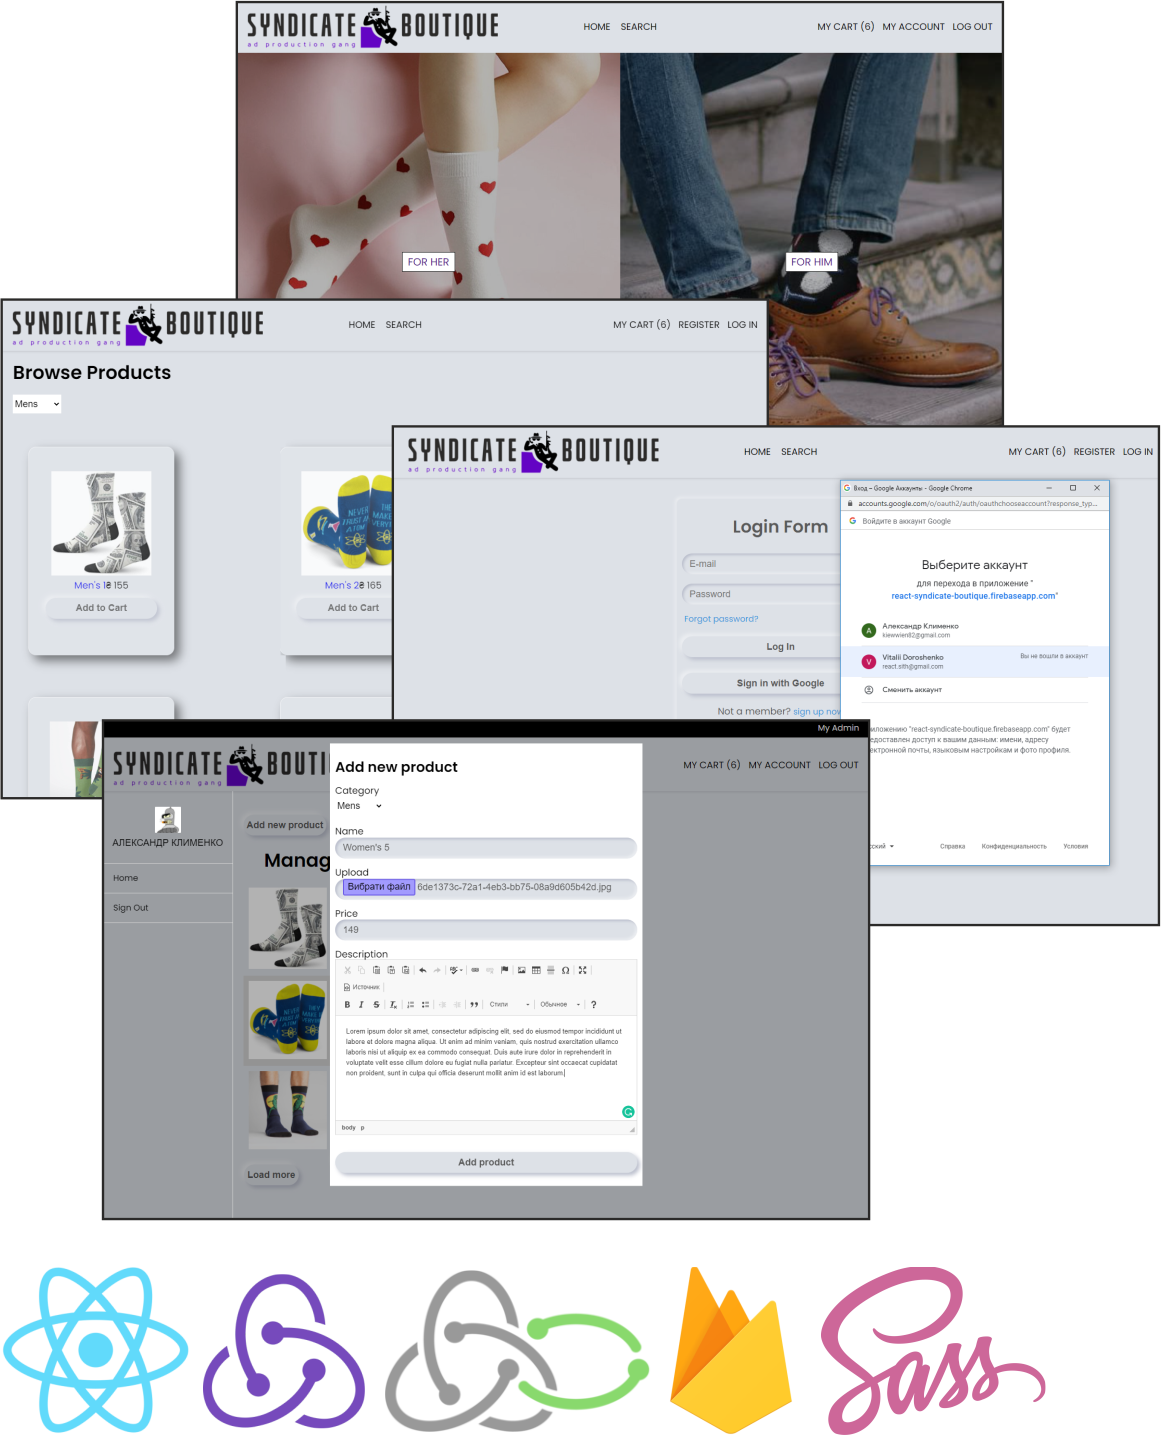 SYNDICATE BOUTIQUE
ad production gang
HOME SEARCH
MY CART (6) MY ACCOUNT LOG OUT
FOR HER
FOR HIM
SYNDICATE BOUTIQUE
ad production gang
HOME SEARCH
MY CART (6) REGISTER LOG IN
Browse Products
Mens
Men's 1₴ 155
Add to Cart
NEVER
TRUST AN
ATOM
THEY
MAKE UP
EVERYTHING
Men's 2₴ 165
Add to Cart
SYNDICATE BOUTIQUE
ad production gang
HOME SEARCH
MY CART (6) REGISTER LOG IN
Login Form
E-mail
Password
Forgot password?
Log In
Sign in with Google
Not a member? sign up now
Вход – Google Аккаунты - Google Chrome
accounts.google.com/o/oauth2/auth/oauthchooseaccount?response_typ...
Войдите в аккаунт Google
Выберите аккаунт
для перехода в приложение "
react-syndicate-boutique.firebaseapp.com"
А
Александр Клименко
kiewwien82@gmail.com
V
Vitalii Doroshenko
react.sith@gmail.com
Вы не вошли в аккаунт
Сменить аккаунт
иложению "react-syndicate-boutique.firebaseapp.com" будет
едоставлен доступ к вашим данным: имени, адресу
ектронной почты, языковым настройкам и фото профиля.
сский
Справка Конфиденциальность Условия
My Admin
SYNDICATE BOUTI
ad production gang
MY CART (6) MY ACCOUNT LOG OUT
АЛЕКСАНДР КЛИМЕНКО
Home
Sign Out
Add new product
Manag
Load more
Add new product
Category
Mens
Name
Women's 5
Upload
Вибрати файл 6de1373c-72a1-4eb3-bb75-08a9d605b42d.jpg
Price
149
Description
Источник
B I S Tx Стили Обычное ?
Lorem ipsum dolor sit amet, consectetur adipiscing elit, sed do eiusmod tempor incididunt ut
labore et dolore magna aliqua. Ut enim ad minim veniam, quis nostrud exercitation ullamco
laboris nisi ut aliquip ex ea commodo consequat. Duis aute irure dolor in reprehenderit in
voluptate velit esse cillum dolore eu fugiat nulla pariatur. Excepteur sint occaecat cupidatat
non proident, sunt in culpa qui officia deserunt mollit anim id est laborum.
body p
Add product
Sass